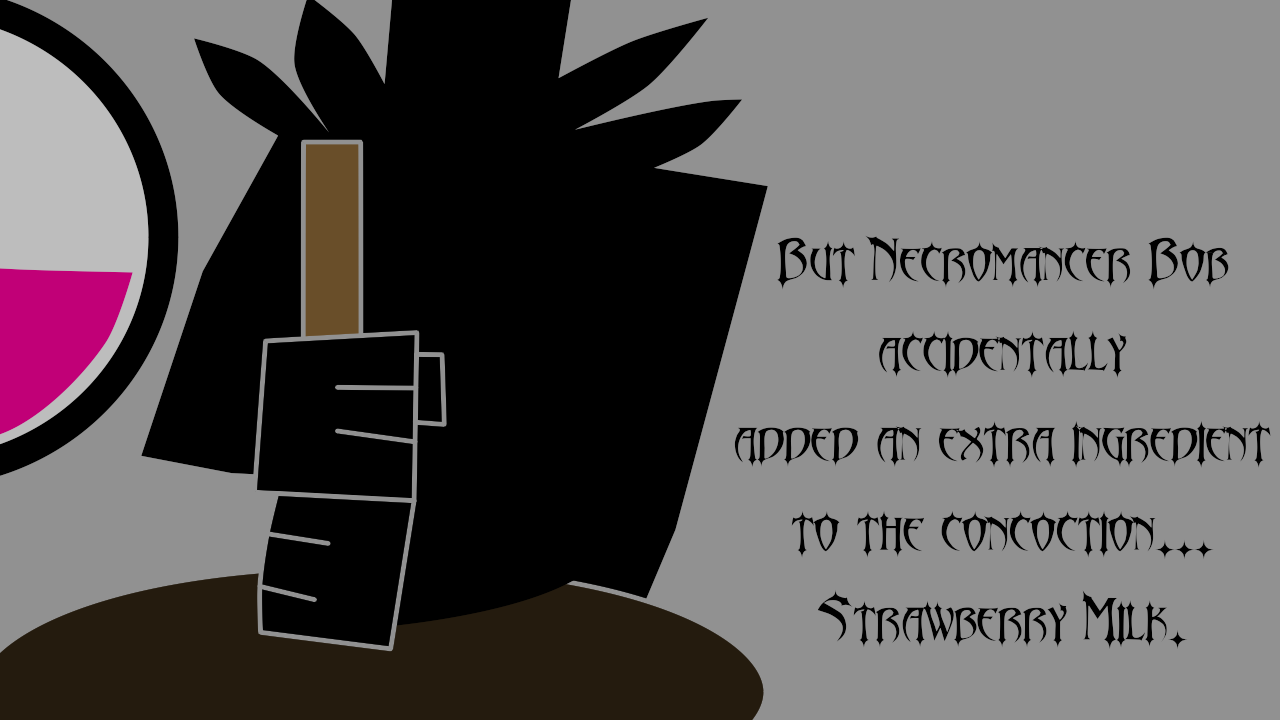 But Necromancer Bob
accidentally
added an extra ingredient
to the concoction...
Strawberry Milk.